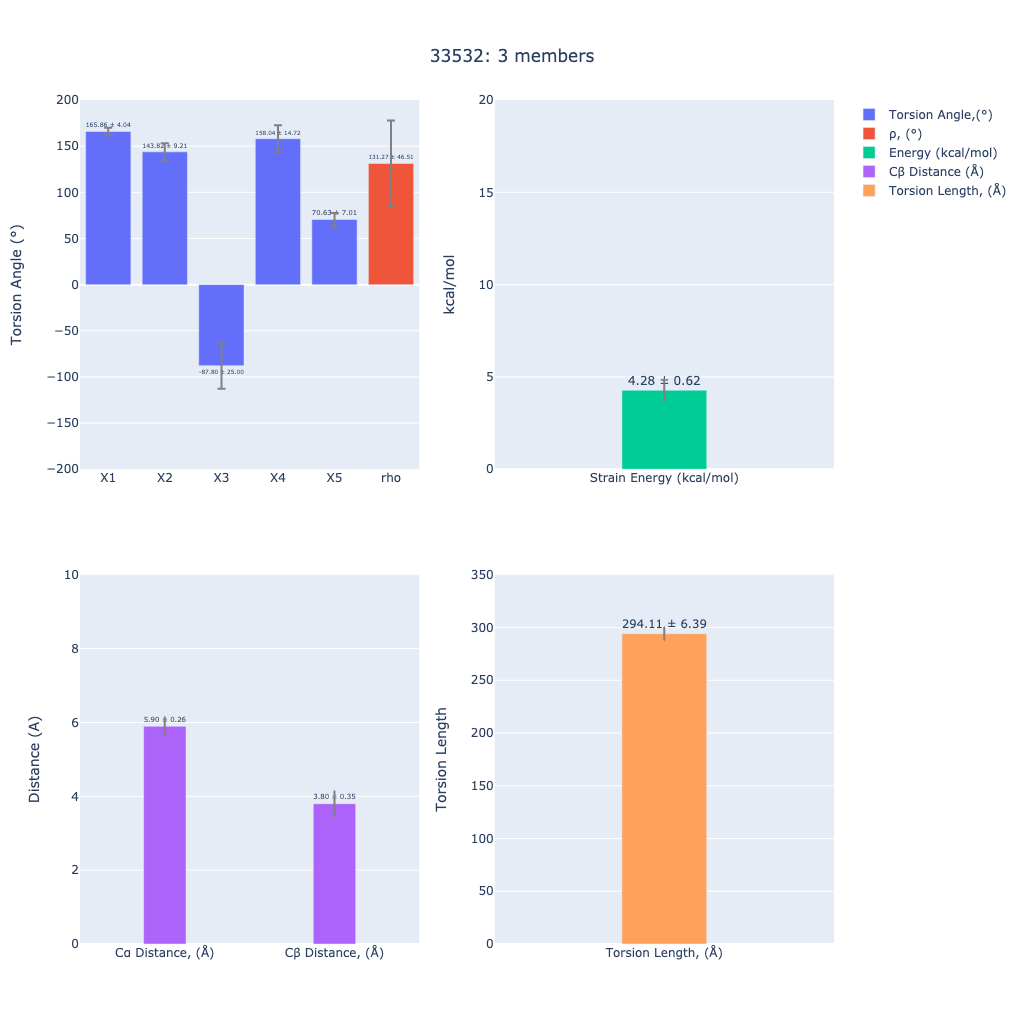 33532: 3 members
Torsion Angle (°)
200
150
100
50
0
−50
−100
−150
−200
165.86 ± 4.04
143.82 ± 9.21
-87.80 ± 25.00
158.04 ± 14.72
70.63 ± 7.01
131.27 ± 46.51
X1
X2
X3
X4
X5
rho
kcal/mol
20
15
10
5
0
4.28 ± 0.62
Strain Energy (kcal/mol)
Torsion Angle,(°)
ρ, (°)
Energy (kcal/mol)
Cβ Distance (Å)
Torsion Length, (Å)
Distance (A)
10
8
6
4
2
0
5.90 ± 0.26
3.80 ± 0.35
Cα Distance, (Å)
Cβ Distance, (Å)
Torsion Length
350
300
250
200
150
100
50
0
294.11 ± 6.39
Torsion Length, (Å)